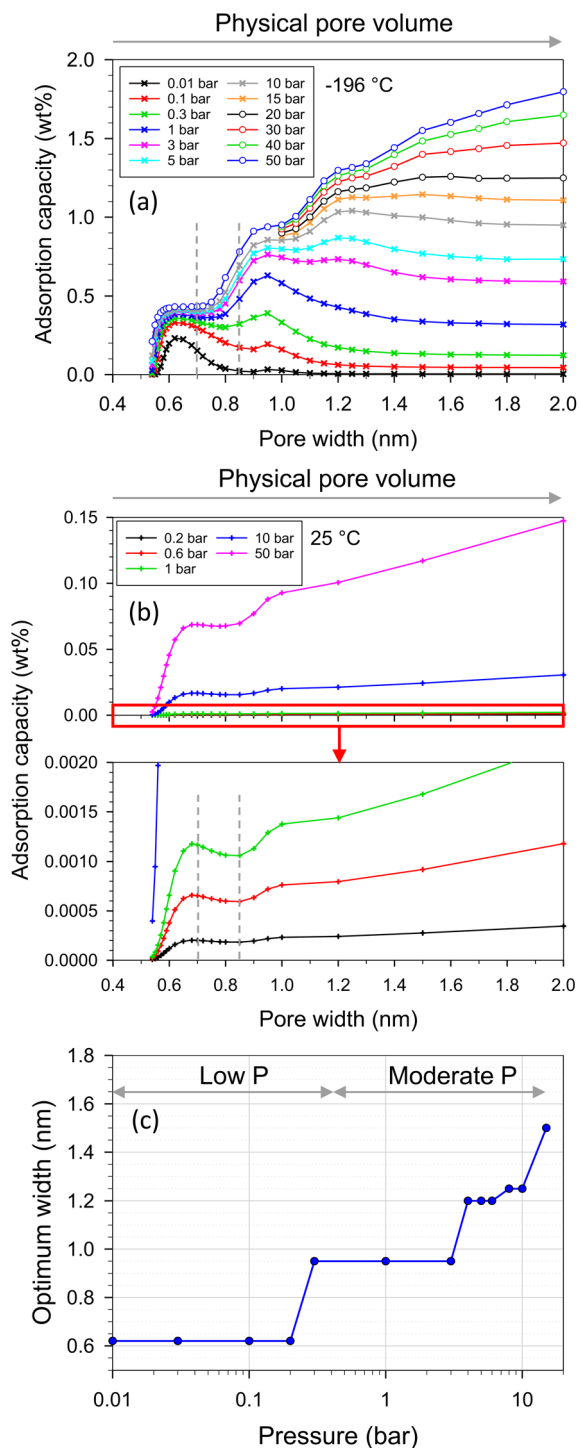 Physical pore volume
2.0
1.5
1.0
0.5
0.0
Adsorption capacity (wt%)
0.01 bar
0.1 bar
0.3 bar
1 bar
3 bar
5 bar
10 bar
15 bar
20 bar
30 bar
40 bar
50 bar
-196 °C
(a)
0.4 0.6 0.8 1.0 1.2 1.4 1.6 1.8 2.0
Pore width (nm)
Physical pore volume
0.15
0.10
0.05
0.00
0.2 bar
0.6 bar
1 bar
10 bar
50 bar
25 °C
(b)
Adsorption capacity (wt%)
0.0020
0.0015
0.0010
0.0005
0.0000
0.4 0.6 0.8 1.0 1.2 1.4 1.6 1.8 2.0
Pore width (nm)
1.8
1.6
1.4
1.2
1.0
0.8
0.6
Optimum width (nm)
Low P
Moderate P
(c)
0.01 0.1 1 10
Pressure (bar)